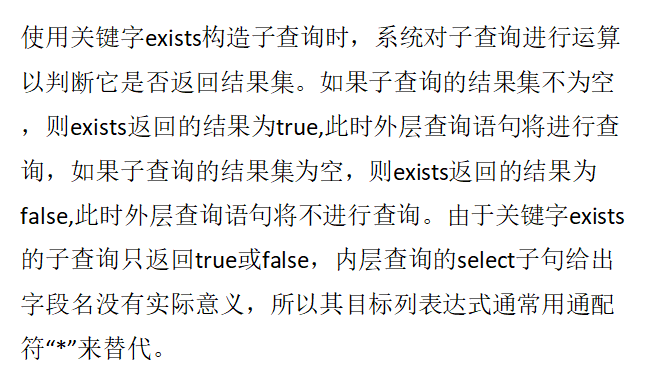 使用关键字exists构造子查询时，系统对子查询进行运算
以判断它是否返回结果集。如果子查询的结果集不为空
，则exists返回的结果为true,此时外层查询语句将进行查
询，如果子查询的结果集为空，则exists返回的结果为
false,此时外层查询语句将不进行查询。由于关键字exists
的子查询只返回true或false，内层查询的select子句给出
字段名没有实际意义，所以其目标列表达式通常用通配
符“*”来替代。